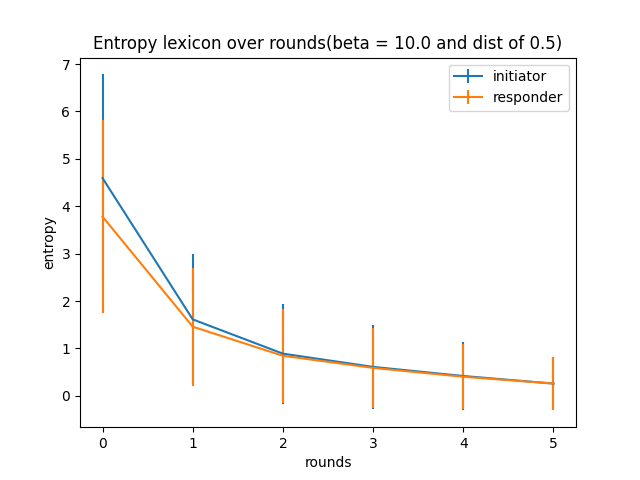 Entropy lexicon over rounds(beta = 10.0 and dist of 0.5)
initiator
responder
entropy
7
6
5
4
3
2
1
0
0 1 2 3 4 5
rounds